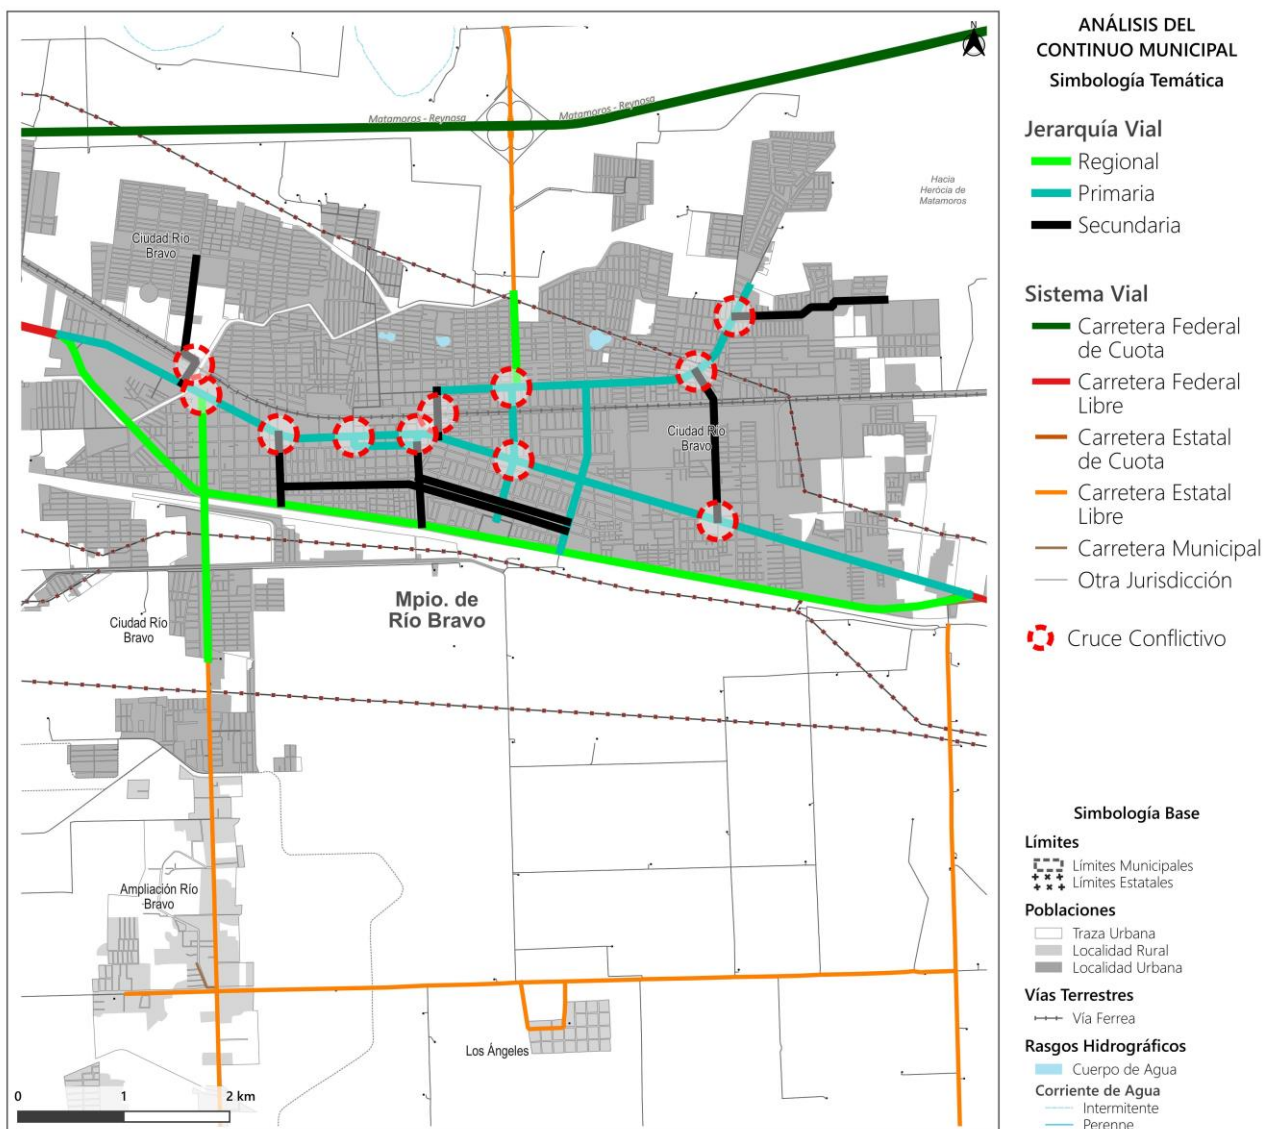 N
Matamoros - Reynosa
Matamoros - Reynosa
Hacia
Heróica de
Matamoros
Ciudad Río
Bravo
Ciudad Río
Bravo
Mpio. de
Río Bravo
Ciudad Río
Bravo
Ampliación Río
Bravo
Los Ángeles
0 1 2 km
ANÁLISIS DEL
CONTINUO MUNICIPAL
Simbología Temática
Jerarquía Vial
Regional
Primaria
Secundaria
Sistema Vial
Carretera Federal
de Cuota
Carretera Federal
Libre
Carretera Estatal
de Cuota
Carretera Estatal
Libre
Carretera Municipal
Otra Jurisdicción
Cruce Conflictivo
Simbología Base
Límites
Límites Municipales
Límites Estatales
Poblaciones
Traza Urbana
Localidad Rural
Localidad Urbana
Vías Terrestres
Vía Ferrea
Rasgos Hidrográficos
Cuerpo de Agua
Corriente de Agua
Intermitente
Perenne